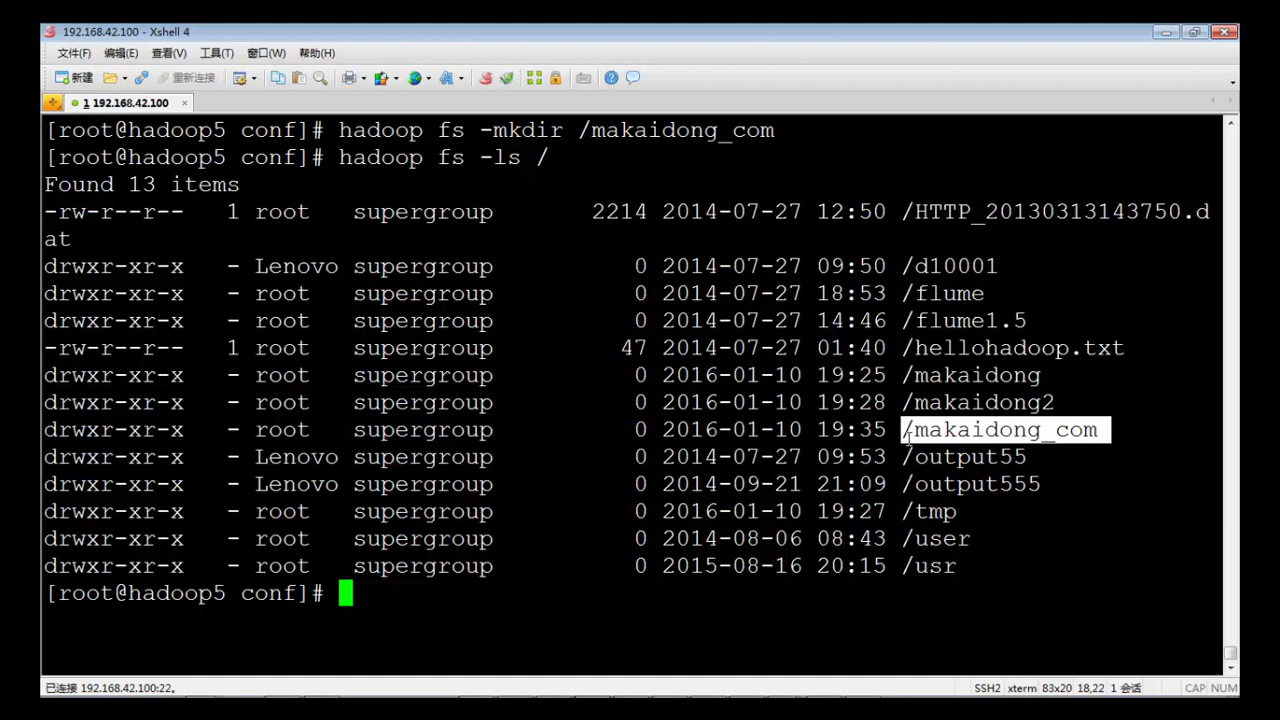 192.168.42.100 - Xshell 4
文件(F) 编辑(E) 查看(V) 工具(T) 窗口(W) 帮助(H)
新建 重新连接
1 192.168.42.100
[root@hadoop5 conf]# hadoop fs -mkdir /makaidong_com
[root@hadoop5 conf]# hadoop fs -ls /
Found 13 items
-rw-r--r-- 1 root supergroup 2214 2014-07-27 12:50 /HTTP_20130313143750.d
at
drwxr-xr-x - Lenovo supergroup 0 2014-07-27 09:50 /d10001
drwxr-xr-x - root supergroup 0 2014-07-27 18:53 /flume
drwxr-xr-x - root supergroup 0 2014-07-27 14:46 /flume1.5
-rw-r--r-- 1 root supergroup 47 2014-07-27 01:40 /hellohadoop.txt
drwxr-xr-x - root supergroup 0 2016-01-10 19:25 /makaidong
drwxr-xr-x - root supergroup 0 2016-01-10 19:28 /makaidong2
drwxr-xr-x - root supergroup 0 2016-01-10 19:35 /makaidong_com
drwxr-xr-x - Lenovo supergroup 0 2014-07-27 09:53 /output55
drwxr-xr-x - Lenovo supergroup 0 2014-09-21 21:09 /output555
drwxr-xr-x - root supergroup 0 2016-01-10 19:27 /tmp
drwxr-xr-x - root supergroup 0 2014-08-06 08:43 /user
drwxr-xr-x - root supergroup 0 2015-08-16 20:15 /usr
[root@hadoop5 conf]#
已连接 192.168.42.100:22。 SSH2 xterm 83x20 18,22 1 会话 CAP NUM